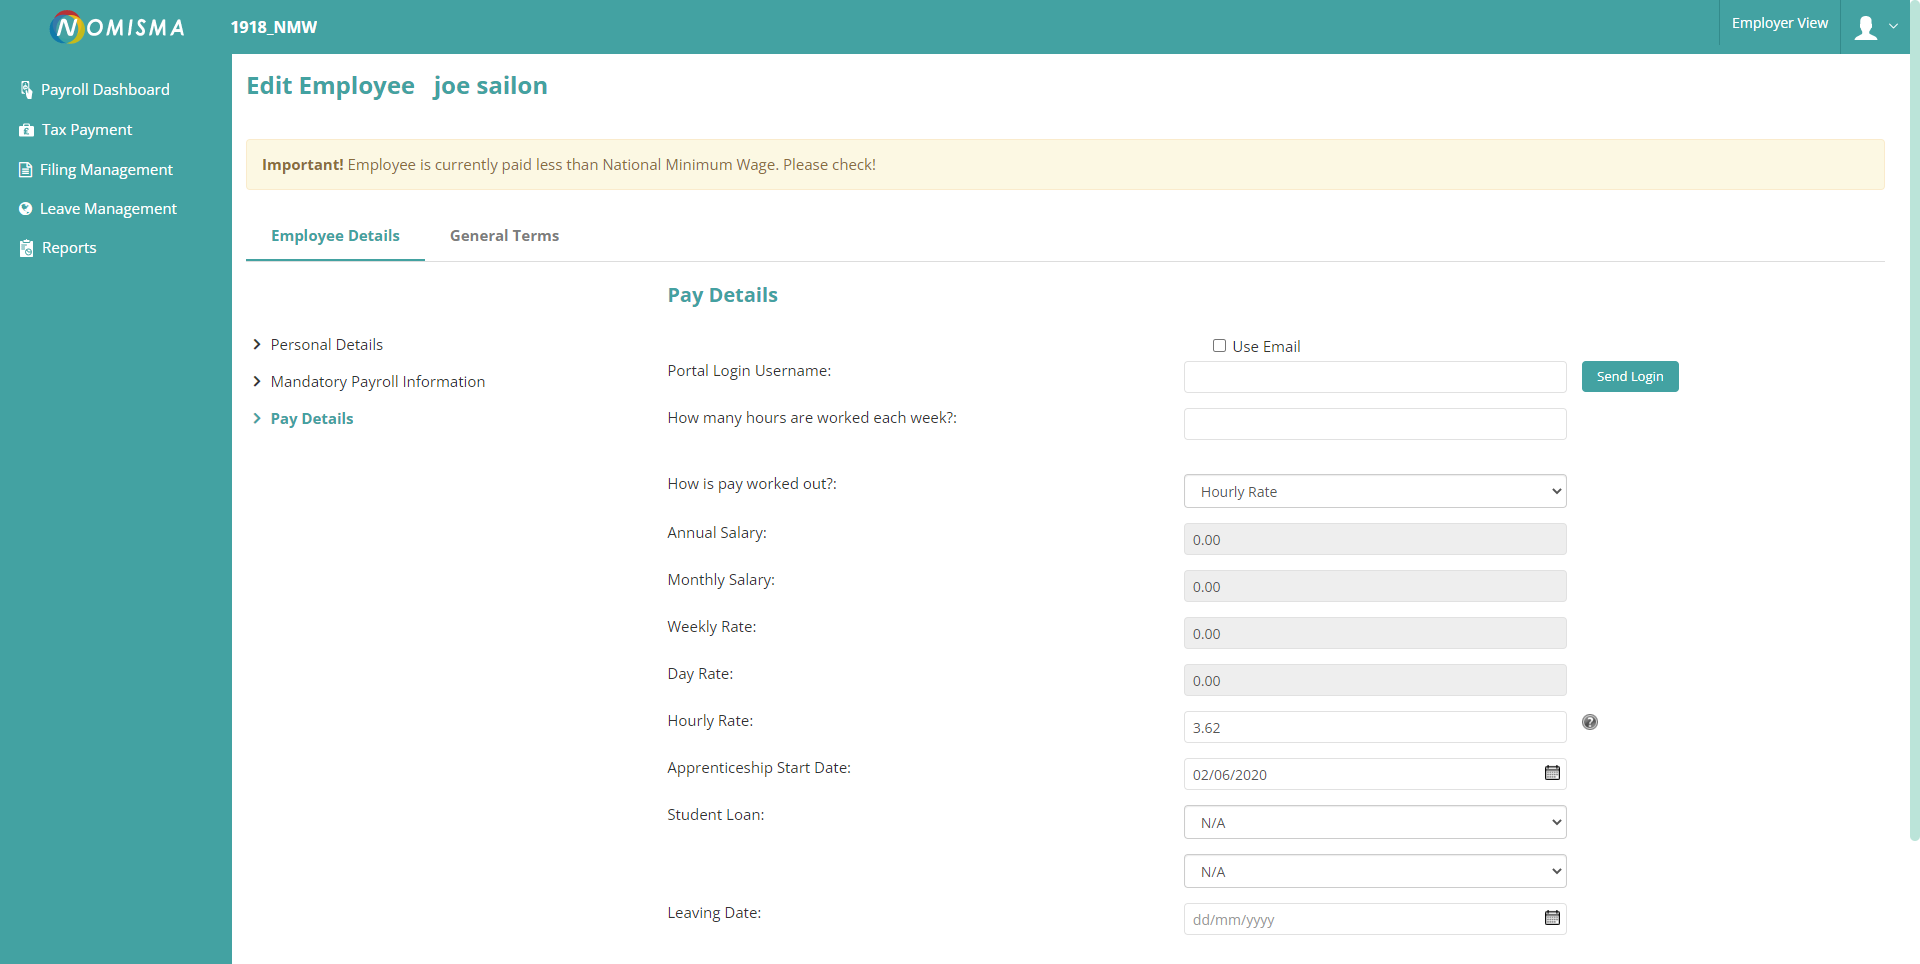 NOMISMA
1918_NMW
Employer View
Payroll Dashboard
Tax Payment
Filing Management
Leave Management
Reports
Edit Employee joe sailon
Important! Employee is currently paid less than National Minimum Wage. Please check!
Employee Details
General Terms
Personal Details
Mandatory Payroll Information
Pay Details
Pay Details
Use Email
Portal Login Username:
Send Login
How many hours are worked each week?:
How is pay worked out?:
Hourly Rate
Annual Salary:
0.00
Monthly Salary:
0.00
Weekly Rate:
0.00
Day Rate:
0.00
Hourly Rate:
3.62
Apprenticeship Start Date:
02/06/2020
Student Loan:
N/A
N/A
Leaving Date:
dd/mm/yyyy